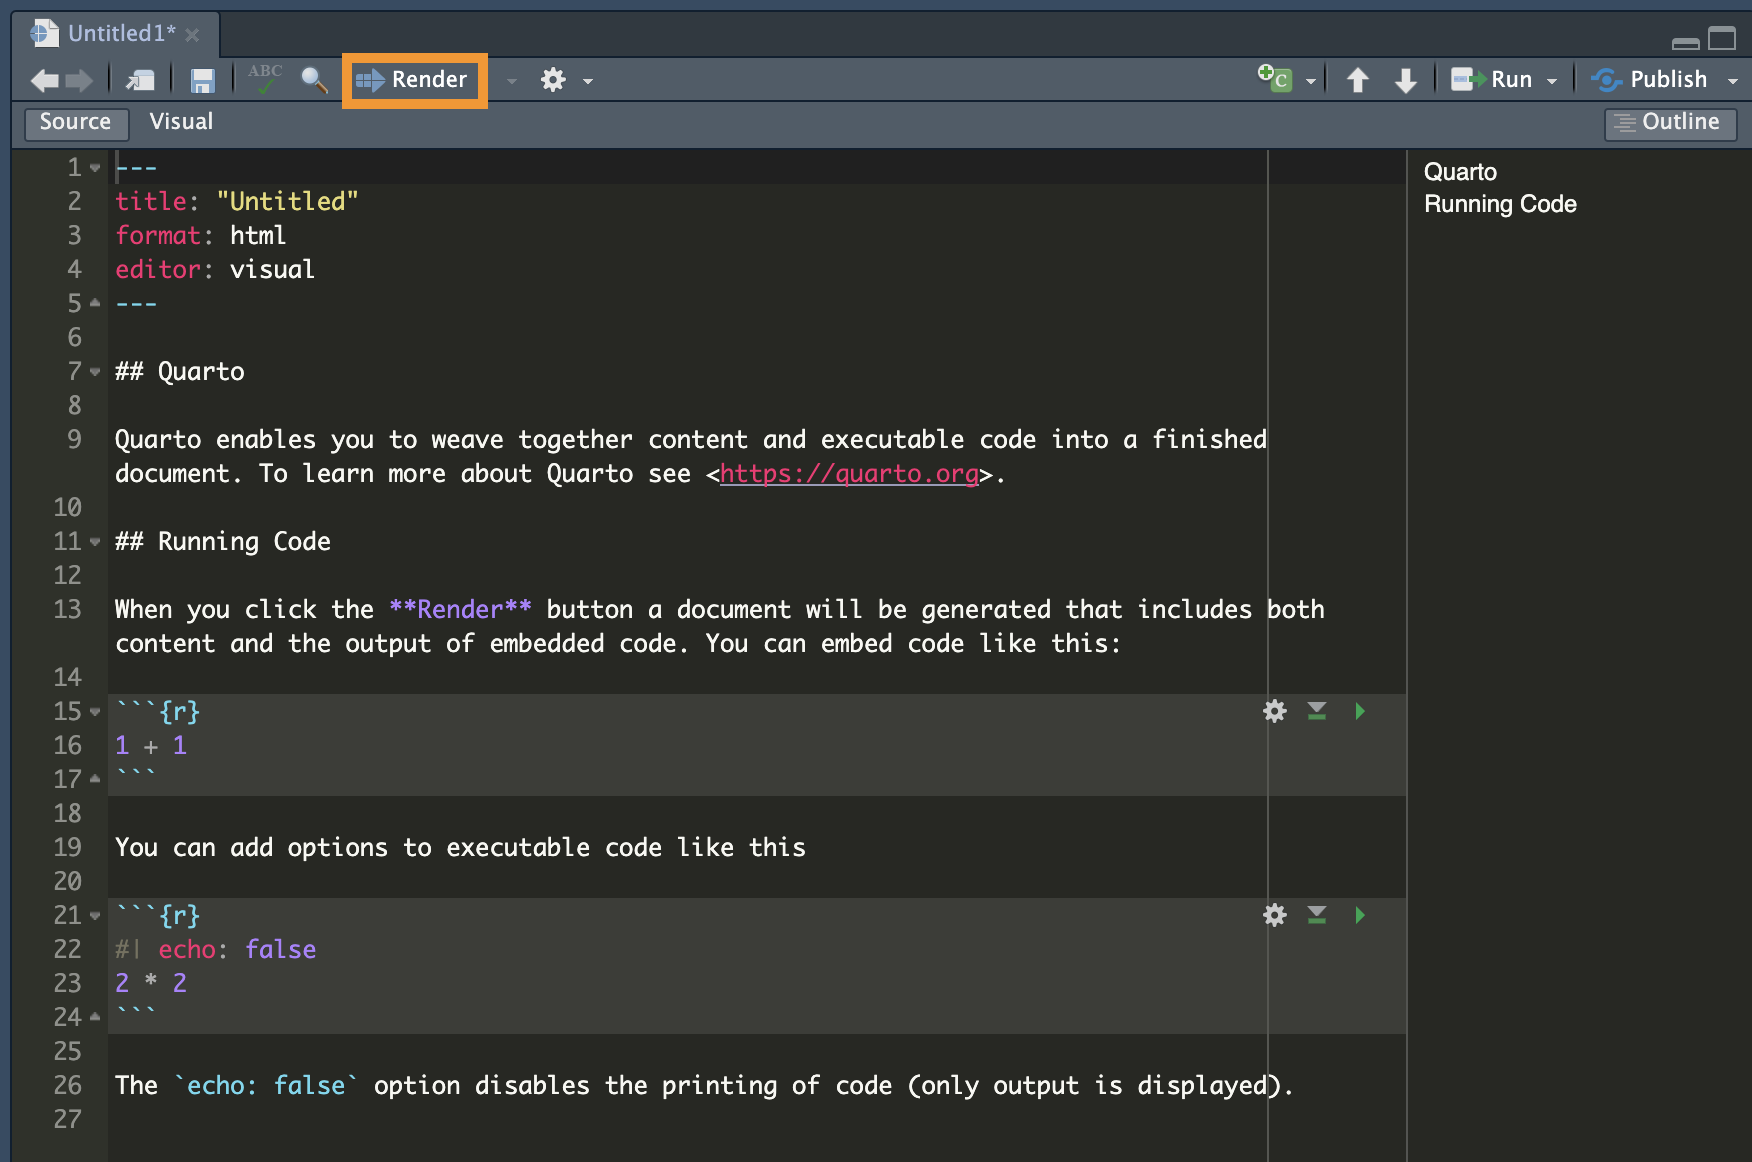 Untitled1*
ABC Render C Run Publish
Source Visual Outline
1 ---
2 title: "Untitled"
3 format: html
4 editor: visual
5 ---
6
7 ## Quarto
8
9 Quarto enables you to weave together content and executable code into a finished
document. To learn more about Quarto see <https://quarto.org>.
10
11 ## Running Code
12
13 When you click the **Render** button a document will be generated that includes both
content and the output of embedded code. You can embed code like this:
14
15 ```{r}
16 1 + 1
17 ```
18
19 You can add options to executable code like this
20
21 ```{r}
22 #| echo: false
23 2 * 2
24 ```
25
26 The `echo: false` option disables the printing of code (only output is displayed).
27
Quarto
Running Code